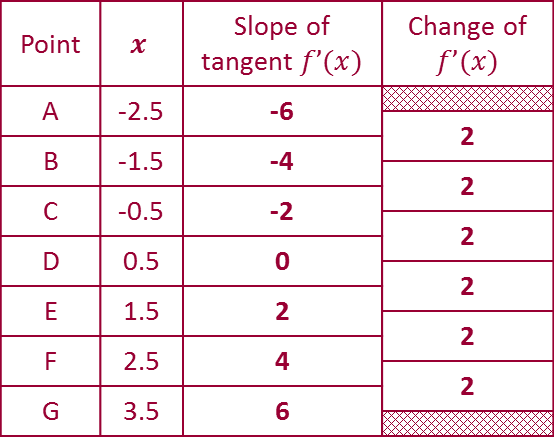 Point x Slope of tangent f’(x) Change of f’(x)
A -2.5 -6
2
B -1.5 -4
2
C -0.5 -2
2
D 0.5 0
2
E 1.5 2
2
F 2.5 4
2
G 3.5 6